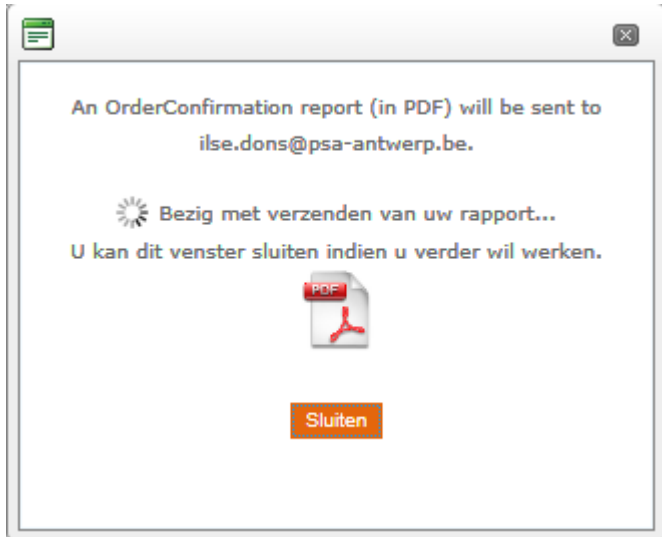 An OrderConfirmation report (in PDF) will be sent to
ilse.dons@psa-antwerp.be.
Bezig met verzenden van uw rapport...
U kan dit venster sluiten indien u verder wil werken.
PDF
Sluiten